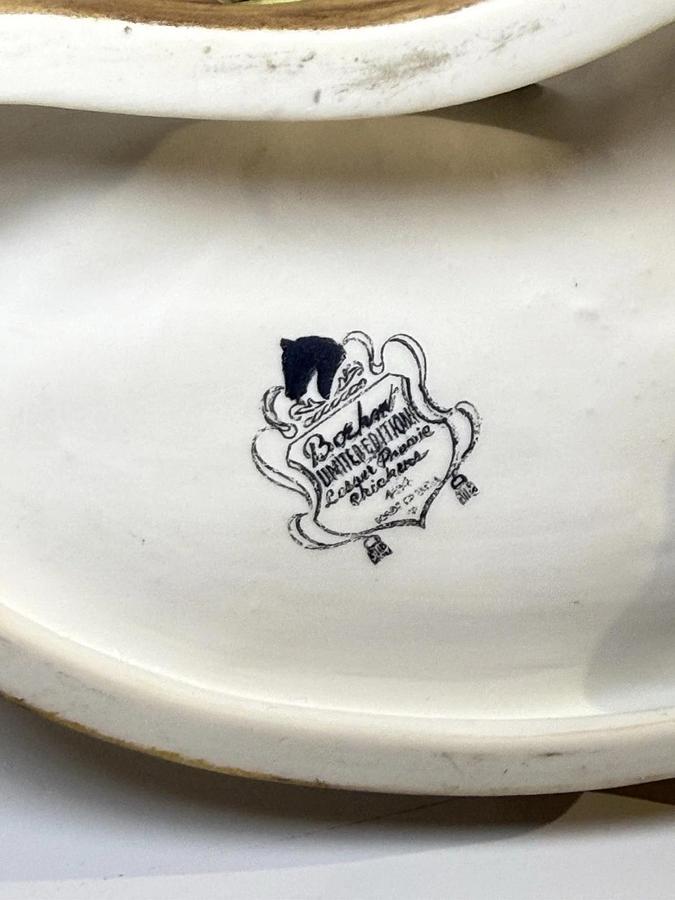 Boehm
LIMITED EDITION
Lesser Prairie
Chickens